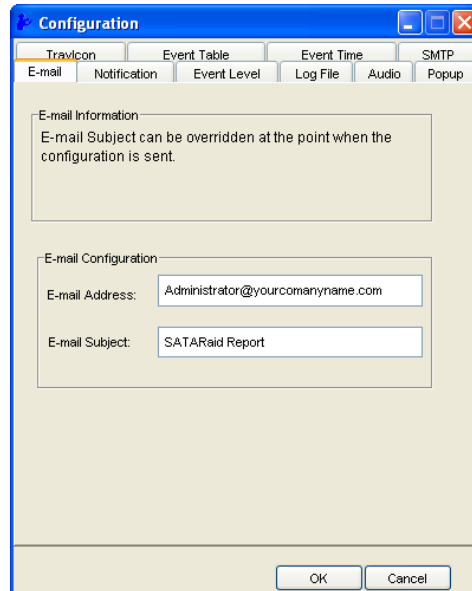 Configuration
TrayIcon Event Table Event Time SMTP
E-mail Notification Event Level Log File Audio Popup
E-mail Information
E-mail Subject can be overridden at the point when the
configuration is sent.
E-mail Configuration
E-mail Address: Administrator@yourcomanyname.com
E-mail Subject: SATARaid Report
OK Cancel